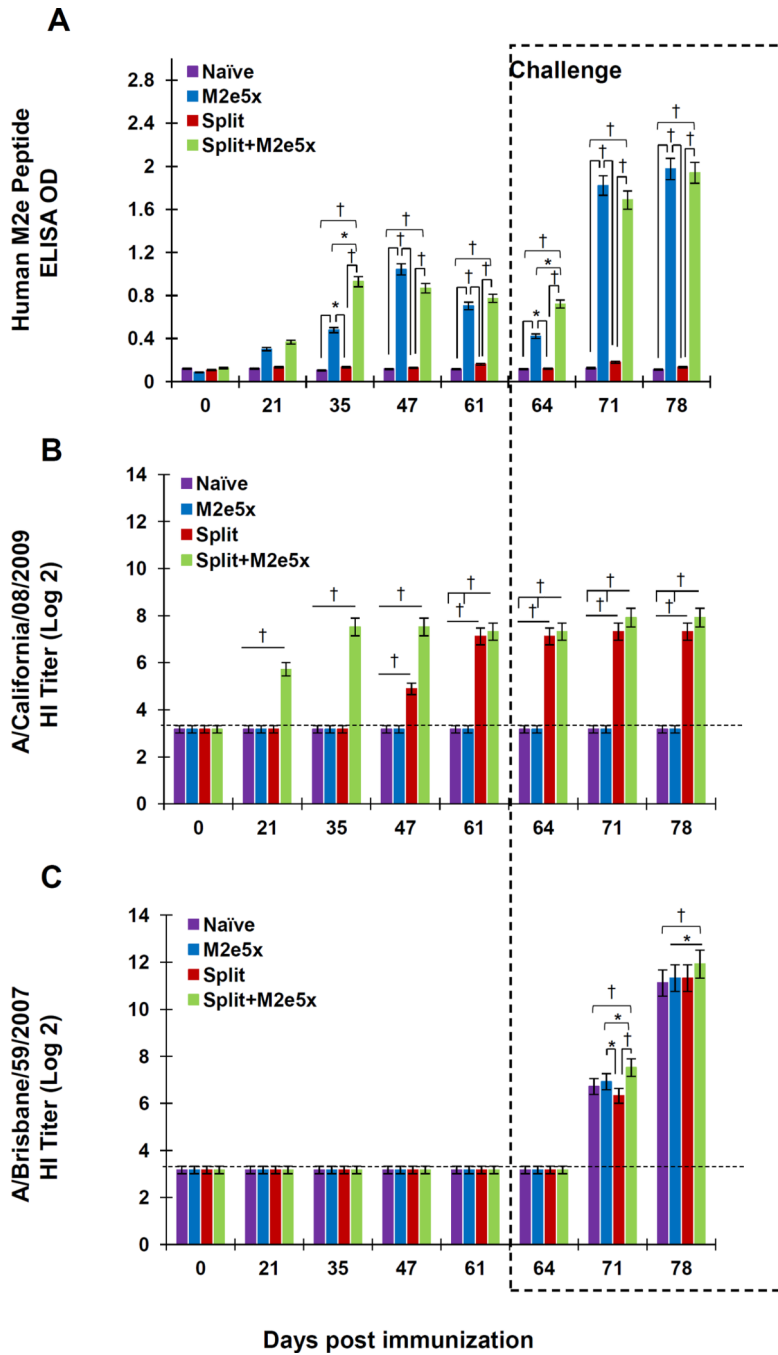 A
Challenge
Human M2e Peptide
ELISA OD
2.8
2.4
2
1.6
1.2
0.8
0.4
0
Naïve
M2e5x
Split
Split+M2e5x
† * † *
† † †
† † †
† * † *
† † †
† † †
0 21 35 47 61 64 71 78
B
A/California/08/2009
HI Titer (Log 2)
14
12
10
8
6
4
2
0
Naïve
M2e5x
Split
Split+M2e5x
† † † † † † † † † † † †
0 21 35 47 61 64 71 78
C
A/Brisbane/59/2007
HI Titer (Log 2)
14
12
10
8
6
4
2
0
Naïve
M2e5x
Split
Split+M2e5x
† * * †
† *
0 21 35 47 61 64 71 78
Days post immunization